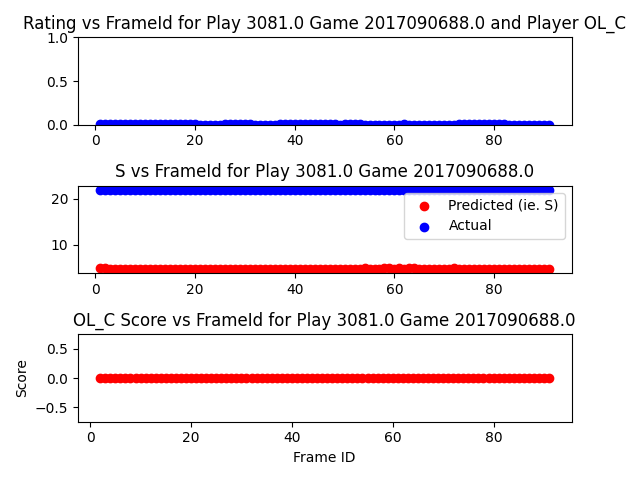 Rating vs FrameId for Play 3081.0 Game 2017090688.0 and Player OL_C
1.0
0.5
0.0
0 20 40 60 80
S vs FrameId for Play 3081.0 Game 2017090688.0
20
10
Predicted (ie. S)
Actual
0 20 40 60 80
OL_C Score vs FrameId for Play 3081.0 Game 2017090688.0
Score
0.5
0.0
−0.5
0 20 40 60 80
Frame ID